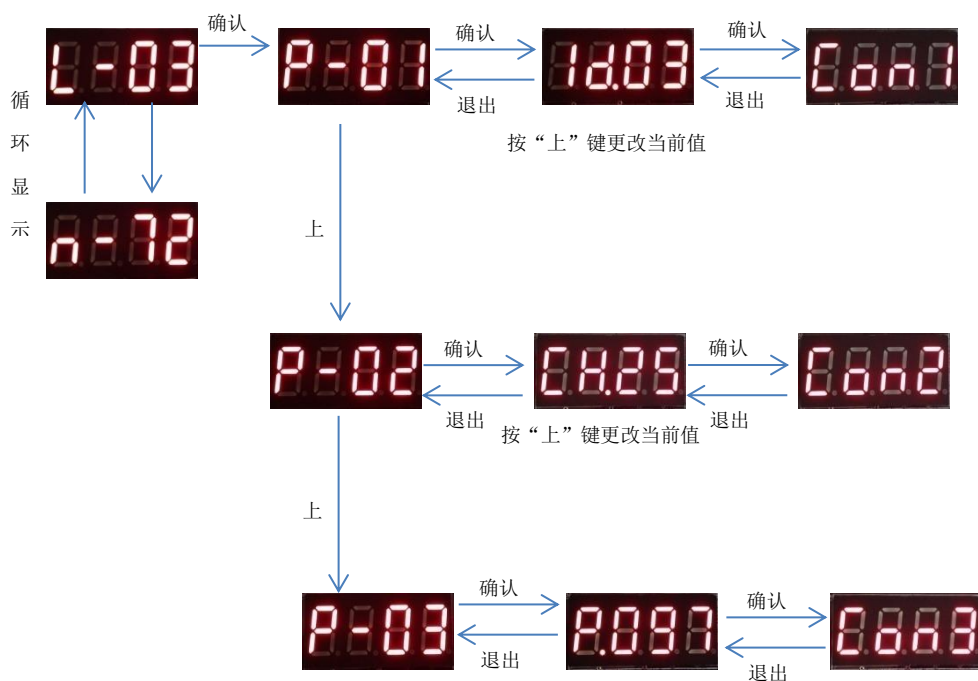 确认
L-03
P-01
确认
退出
1d.03
确认
退出
Con1
循
环
显
示
按“上”键更改当前值
n-72
上
P-02
确认
退出
CH.25
确认
退出
Con2
按“上”键更改当前值
上
P-03
确认
退出
P.091
确认
退出
Con3